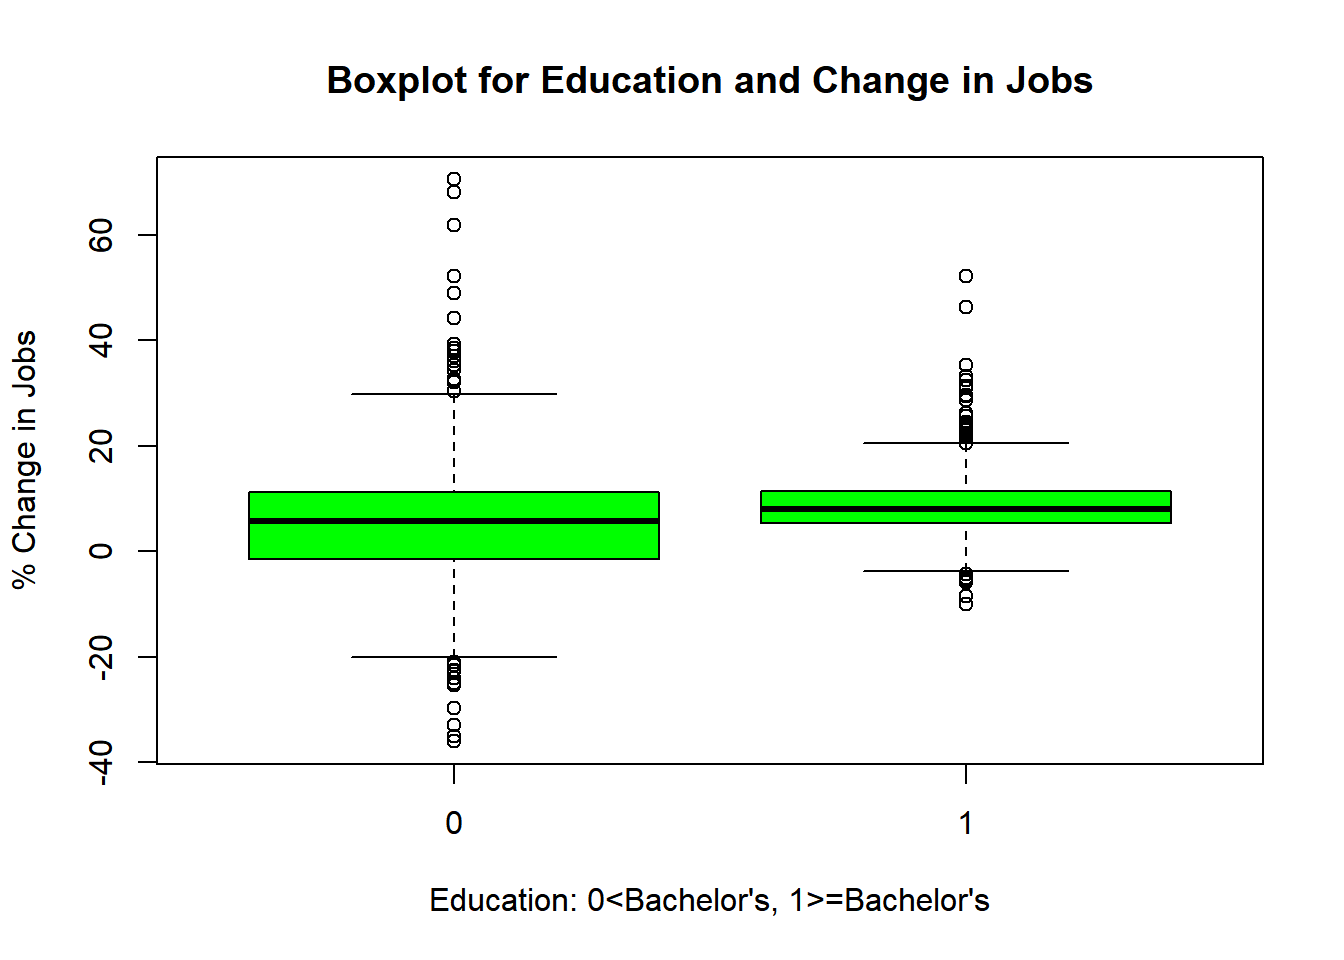 Boxplot for Education and Change in Jobs
% Change in Jobs
60
40
20
0
-20
-40
0 1
Education: 0<Bachelor's, 1>=Bachelor's